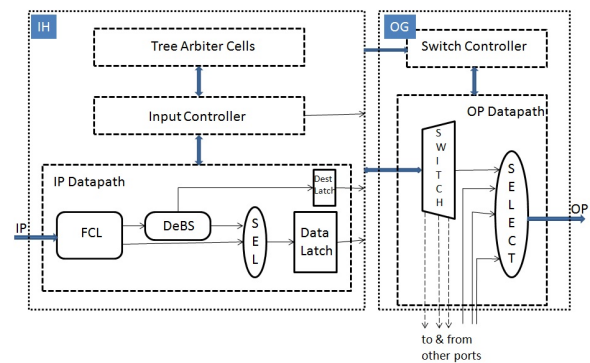 IH
OG
Tree Arbiter Cells
Switch Controller
Input Controller
OP Datapath
SWITCH
SELECT
IP Datapath
Dest
Latch
IP
FCL
DeBS
SEL
Data
Latch
OP
to & from
other ports